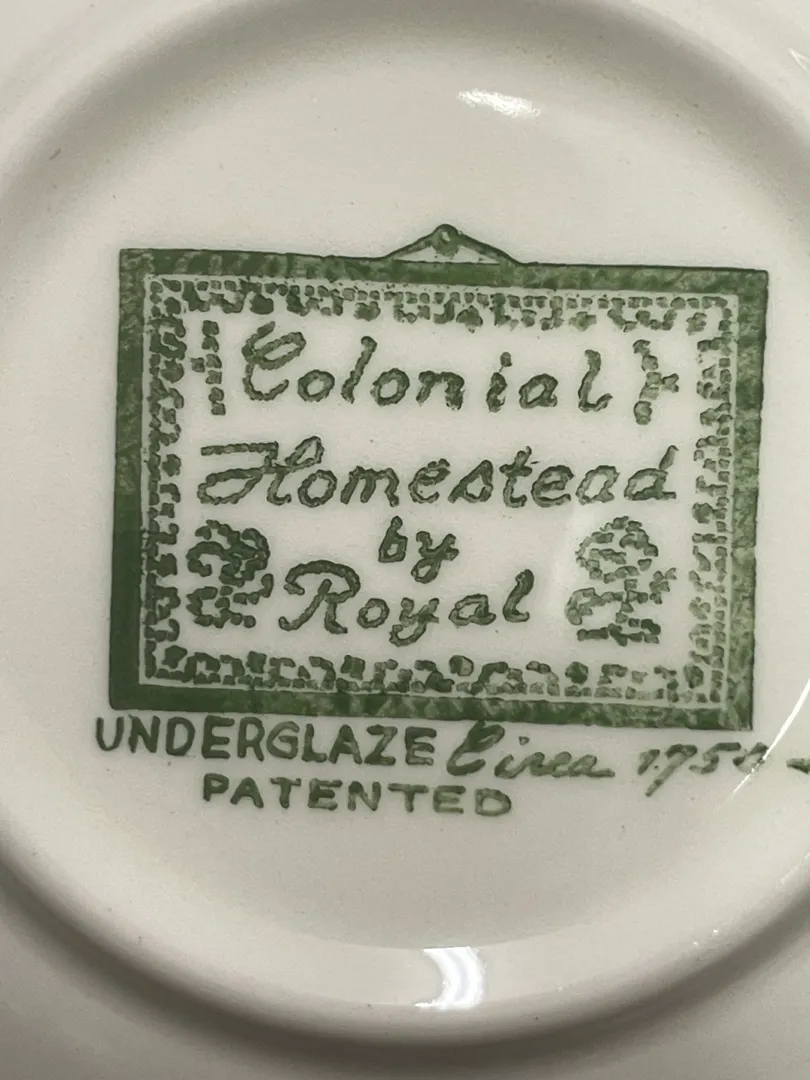 Colonial
Homestead
by
Royal
UNDERGLAZE Circa 1750 -
PATENTED